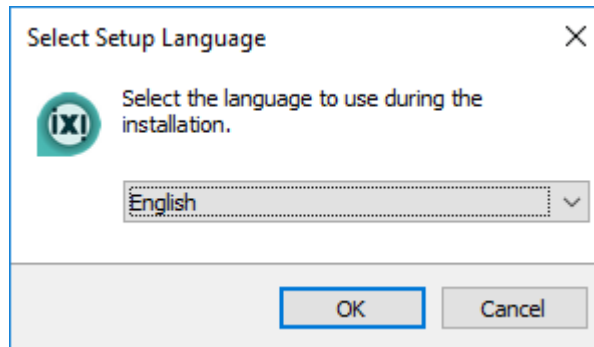 Select Setup Language
ixi
Select the language to use during the
installation.
English
OK
Cancel